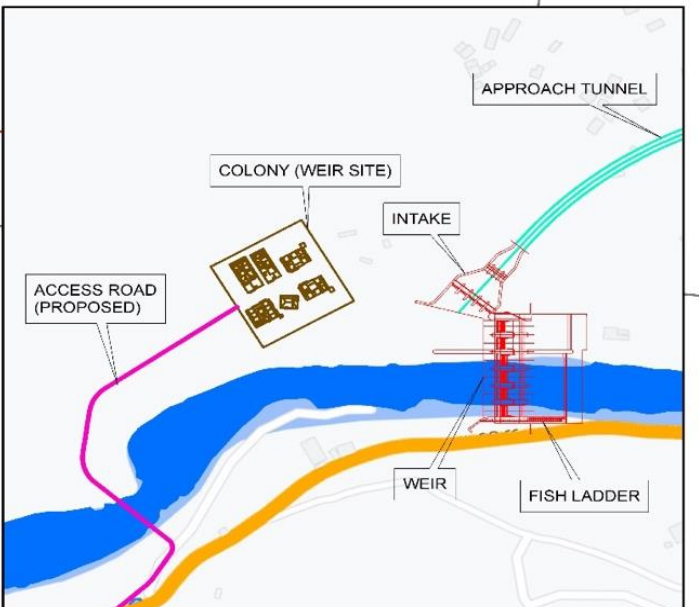 APPROACH TUNNEL
COLONY (WEIR SITE)
INTAKE
ACCESS ROAD
(PROPOSED)
WEIR
FISH LADDER